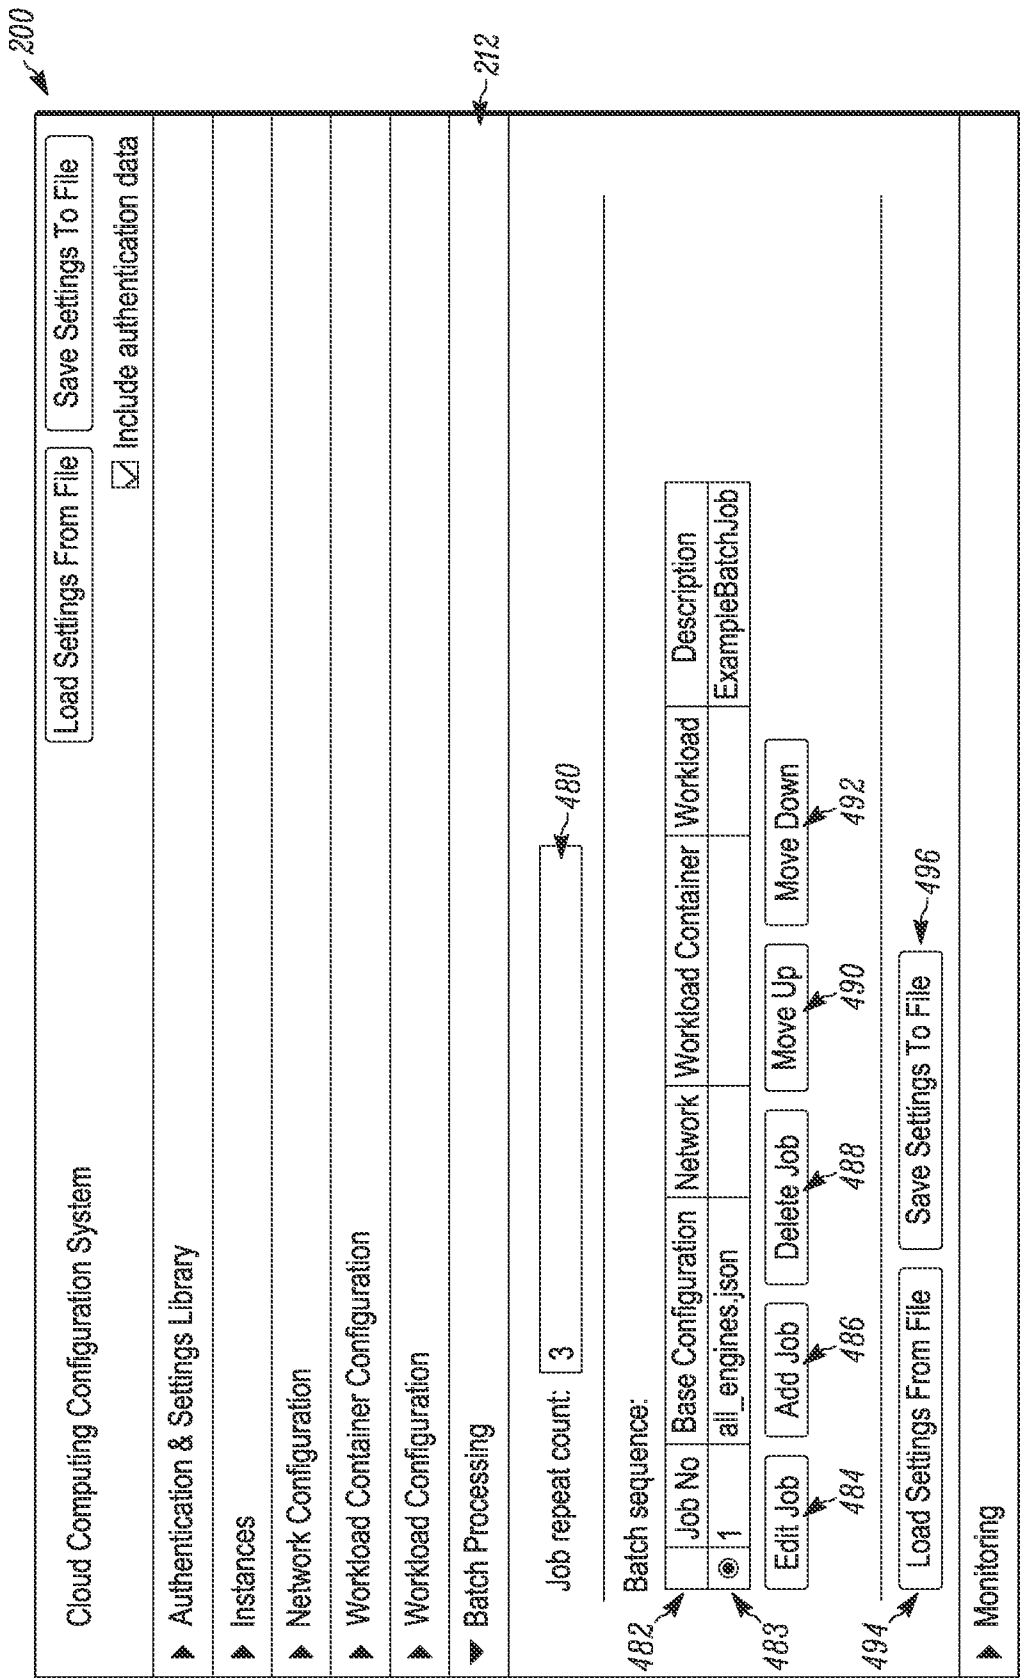 200
Cloud Computing Configuration System
Load Settings From File Save Settings To File
Include authentication data
Authentication & Settings Library
Instances
Network Configuration
Workload Container Configuration
Workload Configuration
Batch Processing
212
Job repeat count: 3
480
Batch sequence:
482
Job No Base Configuration Network Workload Container Workload Description
483
1 all_engines.json ExampleBatchJob
Edit Job Add Job Delete Job Move Up Move Down
484 486 488 490 492
494
Load Settings From File Save Settings To File
496
Monitoring